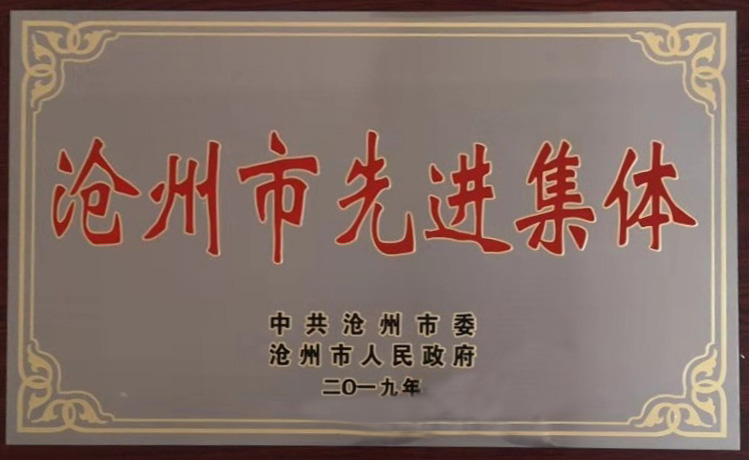 沧州市先进集体
中共沧州市委
沧州市人民政府
二〇一九年